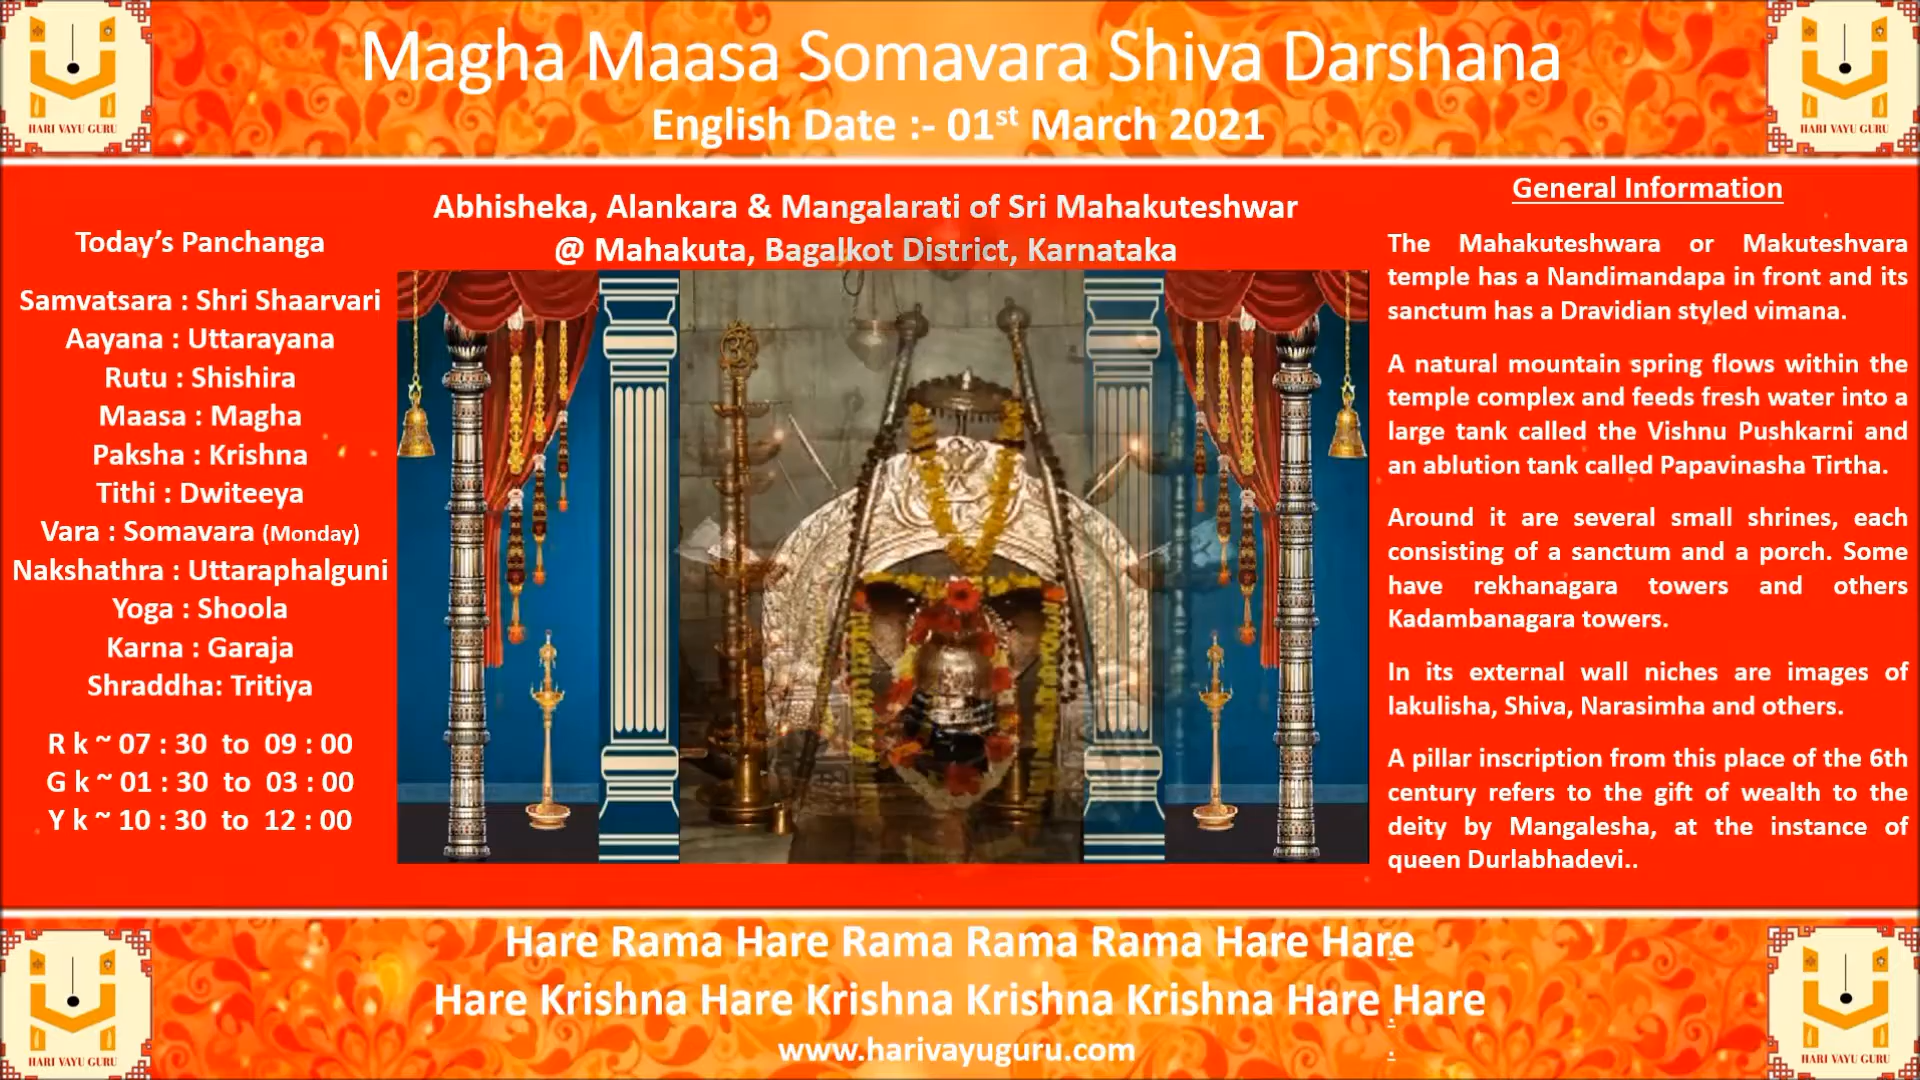 Magha Maasa Somavara Shiva Darshana
English Date :- 01st March 2021
HARI VAYU GURU
HARI VAYU GURU
Today's Panchanga
Samvatsara : Shri Shaarvari
Aayana : Uttarayana
Rutu : Shishira
Maasa : Magha
Paksha : Krishna
Tithi : Dwiteeya
Vara : Somavara (Monday)
Nakshathra : Uttaraphalguni
Yoga : Shoola
Karna : Garaja
Shraddha: Tritiya
R k ~ 07 : 30 to 09 : 00
G k ~ 01 : 30 to 03 : 00
Y k ~ 10 : 30 to 12 : 00
Abhisheka, Alankara & Mangalarati of Sri Mahakuteshwar
@ Mahakuta, Bagalkot District, Karnataka
ॐ
General Information
The Mahakuteshwara or Makuteshvara
temple has a Nandimandapa in front and its
sanctum has a Dravidian styled vimana.
A natural mountain spring flows within the
temple complex and feeds fresh water into a
large tank called the Vishnu Pushkarni and
an ablution tank called Papavinasha Tirtha.
Around it are several small shrines, each
consisting of a sanctum and a porch. Some
have rekhanagara towers and others
Kadambanagara towers.
In its external wall niches are images of
lakulisha, Shiva, Narasimha and others.
A pillar inscription from this place of the 6th
century refers to the gift of wealth to the
deity by Mangalesha, at the instance of
queen Durlabhadevi..
Hare Rama Hare Rama Rama Rama Hare Hare
Hare Krishna Hare Krishna Krishna Krishna Hare Hare
www.harivayuguru.com
HARI VAYU GURU
HARI VAYU GURU